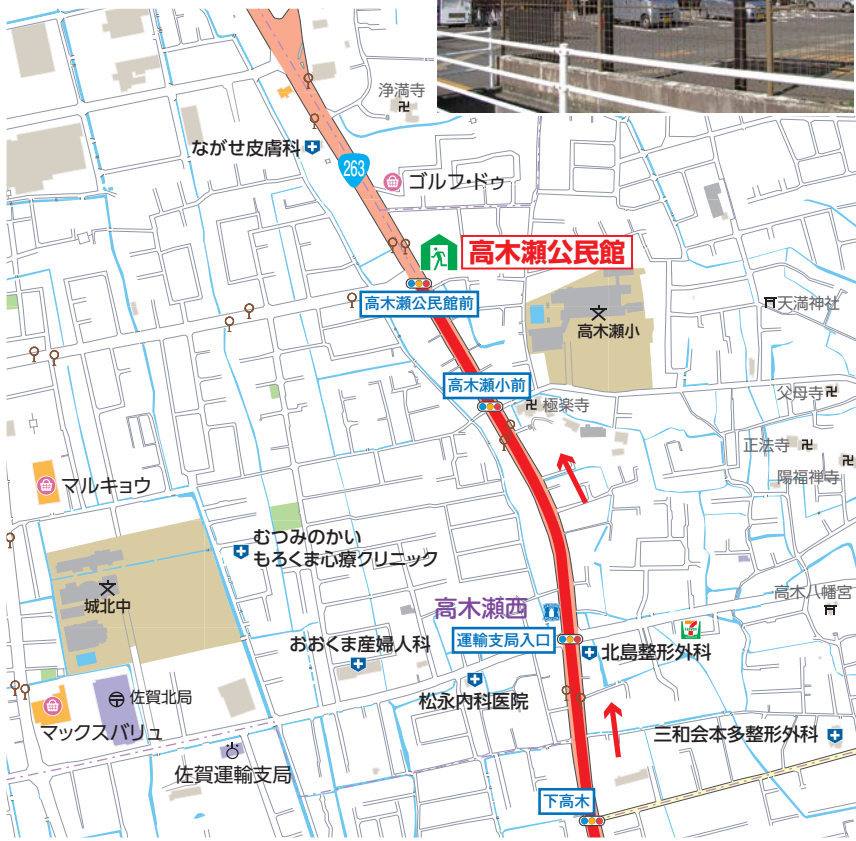 浄満寺
ながせ皮膚科
263
ゴルフ・ドゥ
高木瀬公民館
高木瀬公民館前
天満神社
高木瀬小
高木瀬小前
極楽寺
父母寺
正法寺
陽福禅寺
マルキョウ
むつみのかい
もろくま心療クリニック
城北中
高木八幡宮
高木瀬西
運輸支局入口
北島整形外科
おおくま産婦人科
松永内科医院
佐賀北局
マックスバリュ
佐賀運輸支局
三和会本多整形外科
下高木